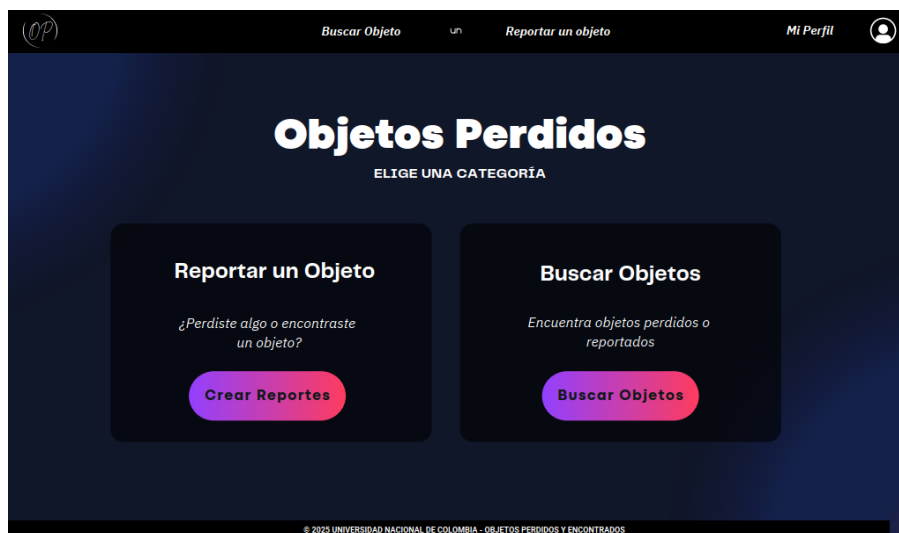 OP
Buscar Objeto un Reportar un objeto Mi Perfil
Objetos Perdidos
ELIGE UNA CATEGORÍA
Reportar un Objeto
¿Perdiste algo o encontraste
un objeto?
Crear Reportes
Buscar Objetos
Encuentra objetos perdidos o
reportados
Buscar Objetos
© 2025 UNIVERSIDAD NACIONAL DE COLOMBIA - OBJETOS PERDIDOS Y ENCONTRADOS